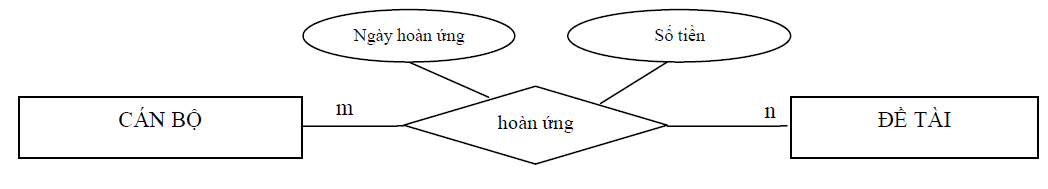 Ngày hoàn ứng
Số tiền
CÁN BỘ
m
hoàn ứng
n
ĐỀ TÀI